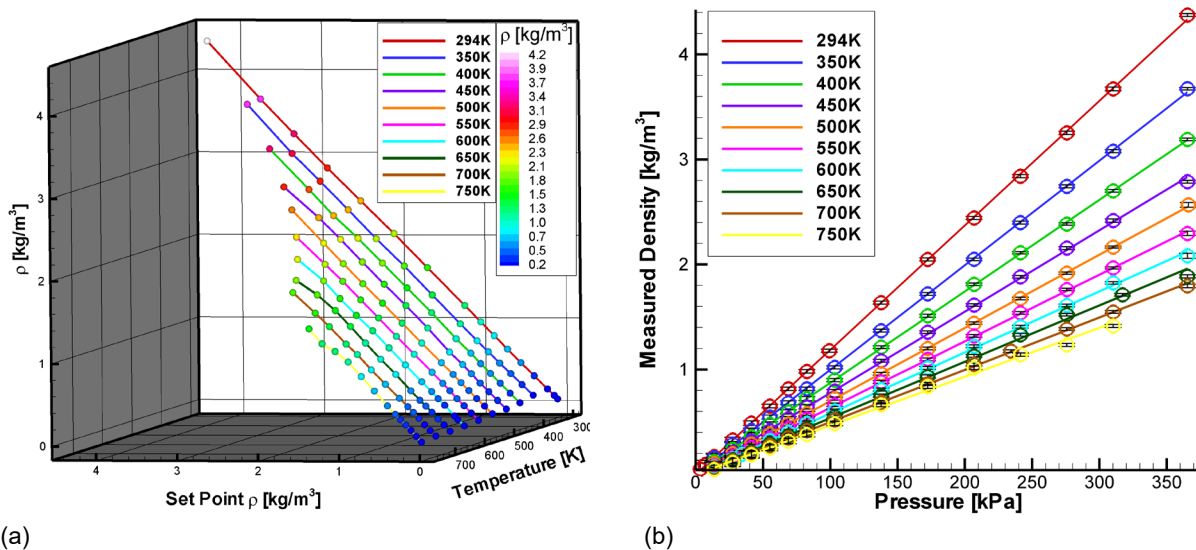 294K
350K
400K
450K
500K
550K
600K
650K
700K
750K
ρ [kg/m³]
4.2
3.9
3.7
3.4
3.1
2.9
2.6
2.3
2.1
1.8
1.5
1.3
1.0
0.7
0.5
0.2
ρ [kg/m³]
4
3
2
1
0
4
3
2
1
0
Set Point ρ [kg/m³]
700
600
500
400
300
Temperature [K]
(a)
294K
350K
400K
450K
500K
550K
600K
650K
700K
750K
Measured Density [kg/m³]
4
3
2
1
0
50
100
150
200
250
300
350
Pressure [kPa]
(b)